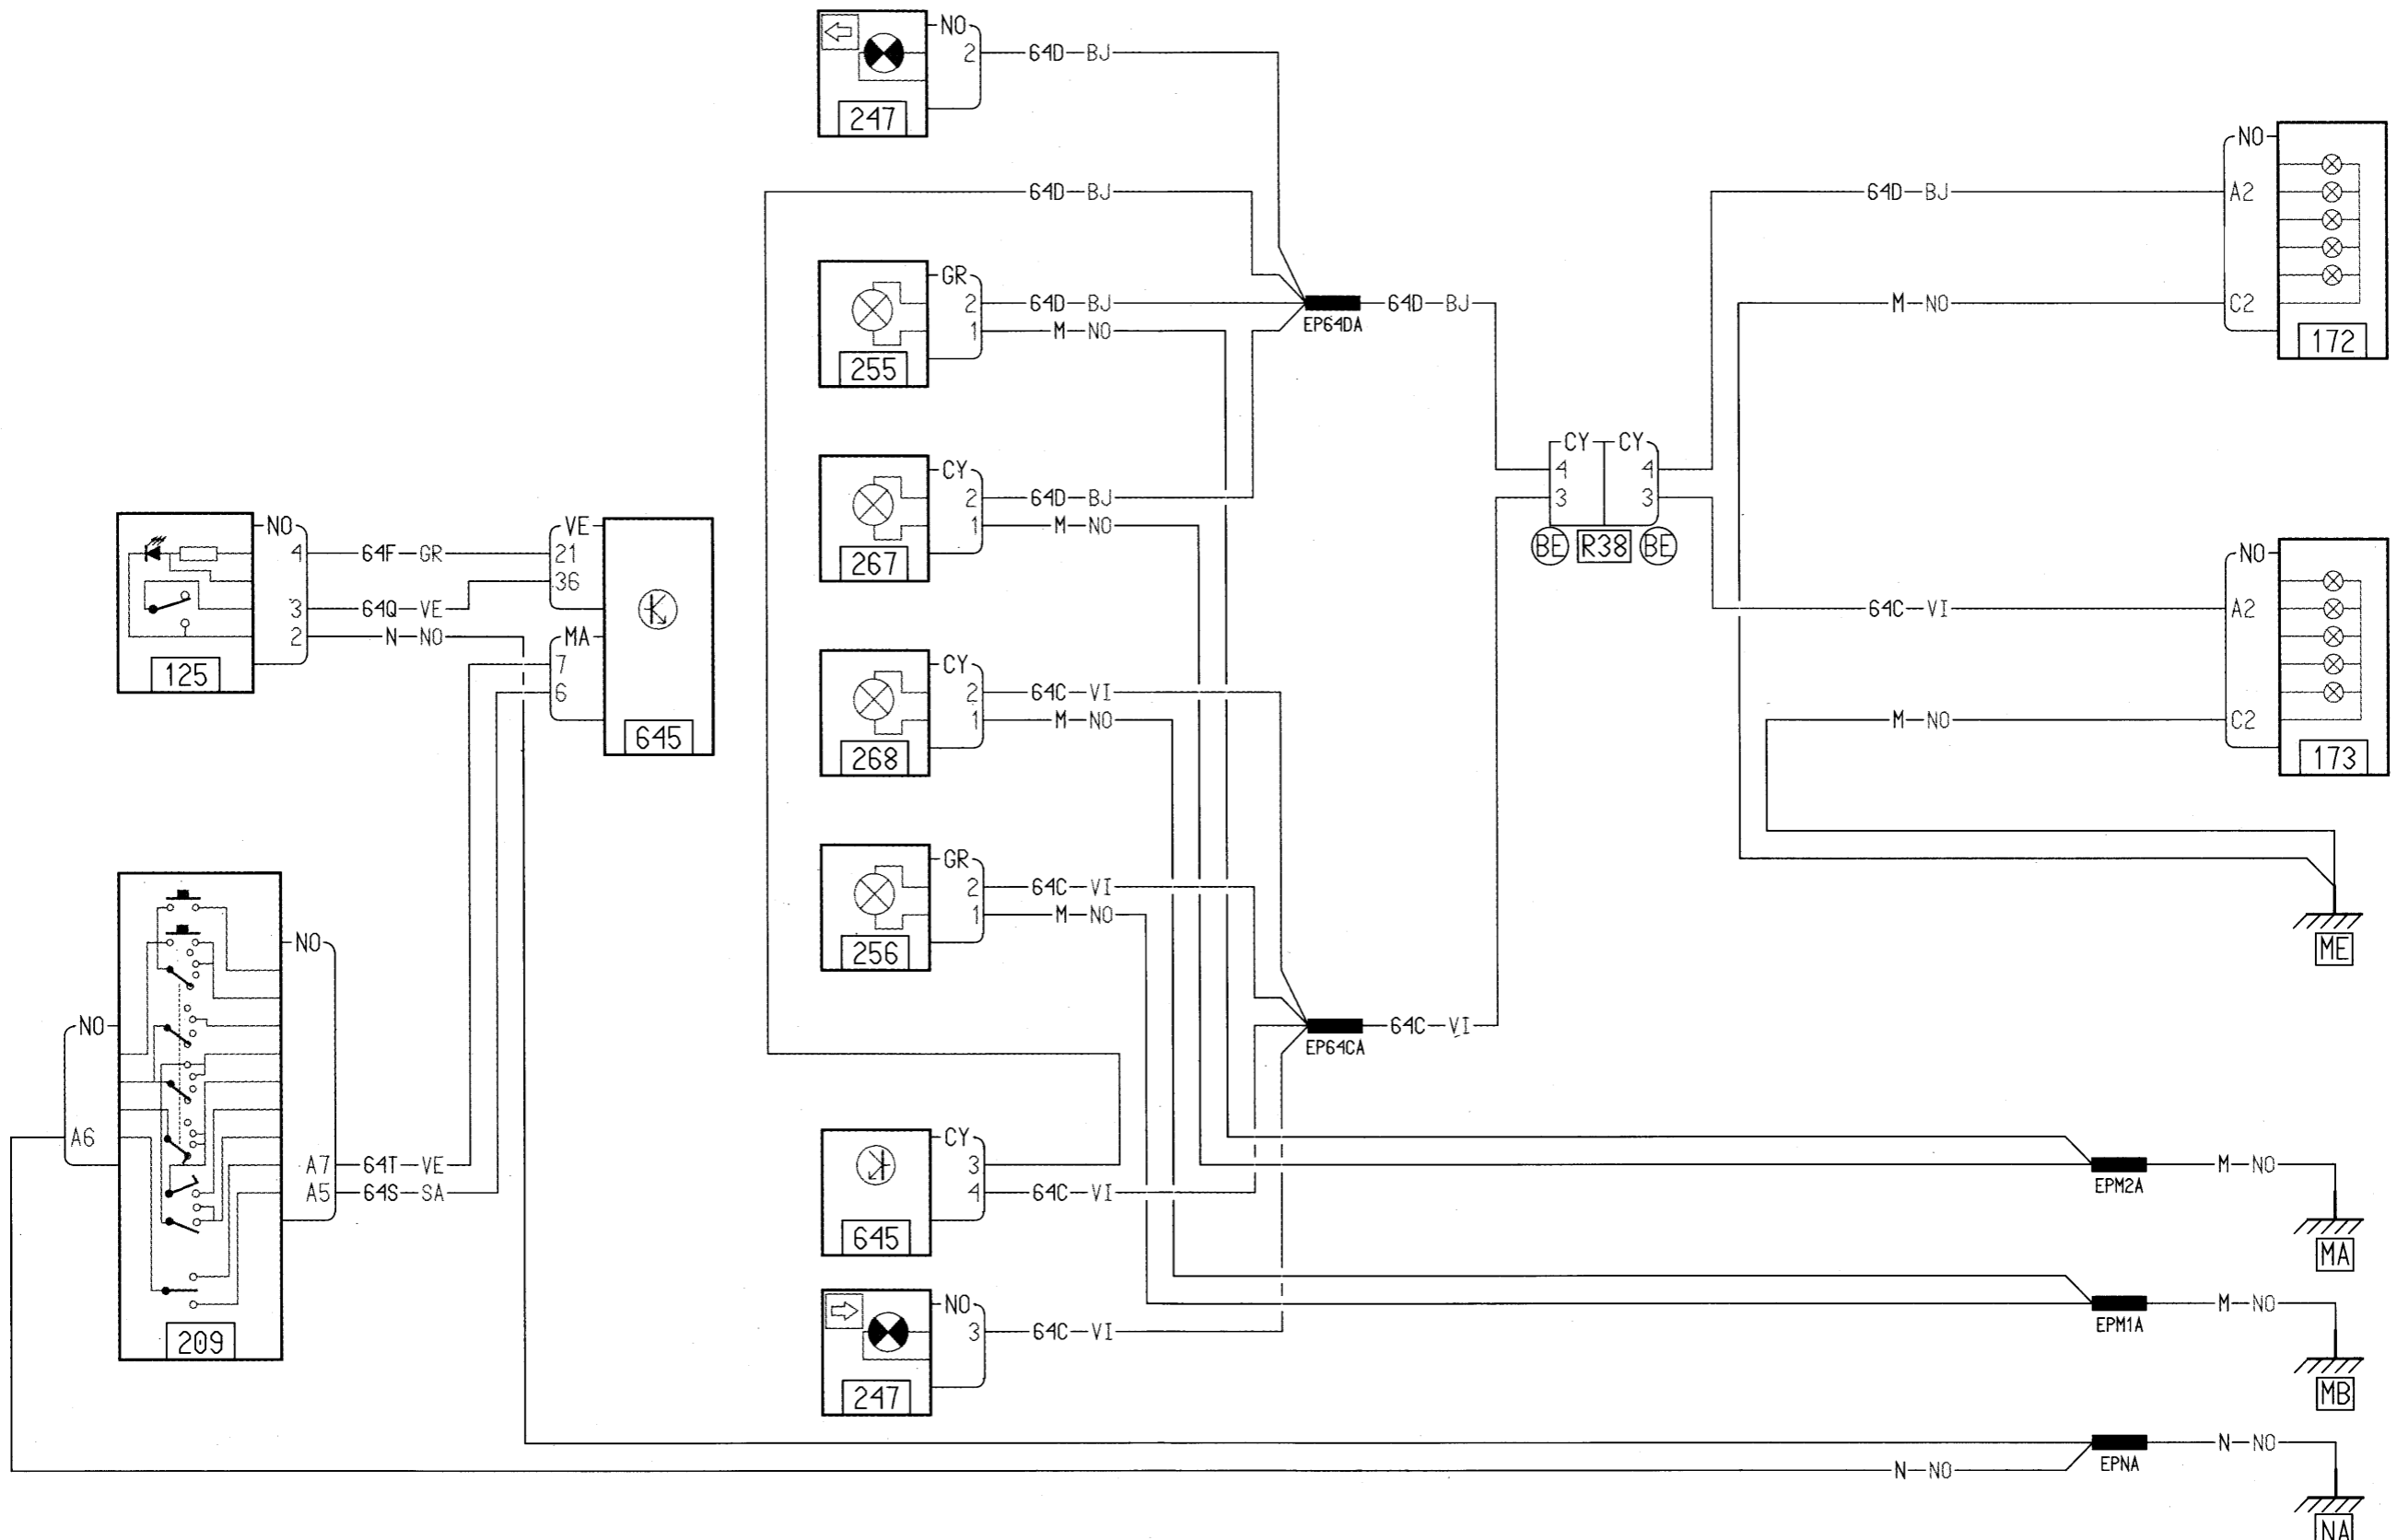 NO
2 64D BJ
247
64D BJ
GR
2 64D BJ
1 M NO
255
EP64DA
64D BJ
CY
2 64D BJ
1 M NO
267
CY
2 64C VI
1 M NO
268
GR
2 64C VI
1 M NO
256
EP64CA
64C VI
CY
3
4 64C VI
645
NO
3 64C VI
247
NO
4 64F GR
3 64Q VE
2 N NO
125
VE
21
36
MA
7
6
645
NO
A6
NO
A7 64T VE
A5 64S SA
209
CY CY
4 4
3 3
BE R38 BE
64D BJ
NO
A2
M NO
C2
172
64C VI
NO
A2
M NO
C2
173
ME
EPM2A
M NO
MA
EPM1A
M NO
MB
N NO
EPNA
N NO
NA